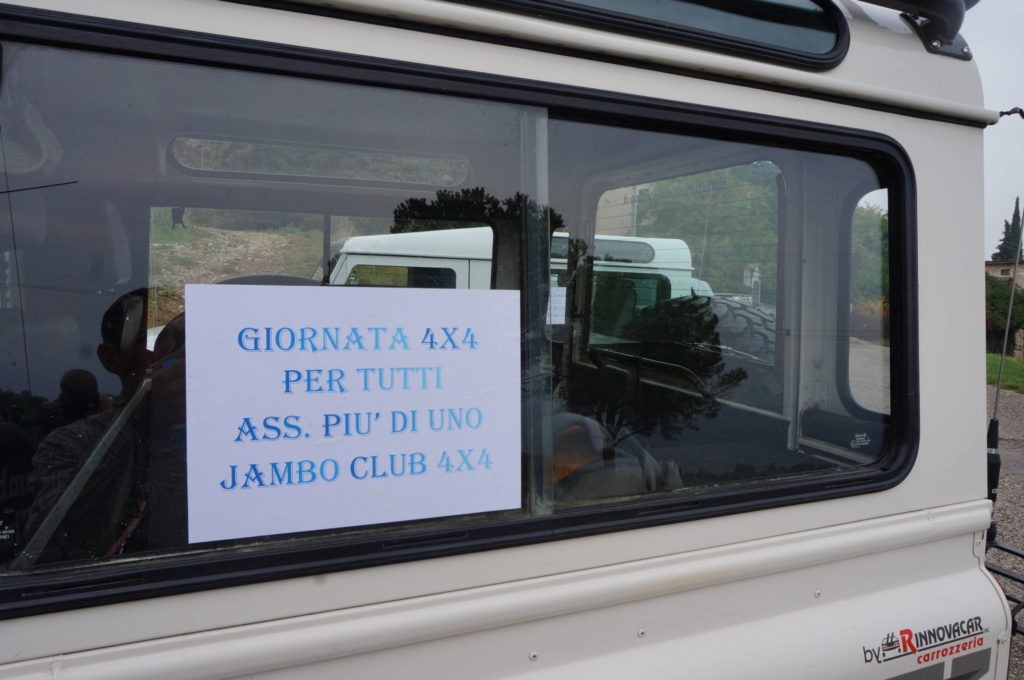 GIORNATA 4X4
PER TUTTI
ASS. PIU' DI UNO
JAMBO CLUB 4X4
by RINNOVACAR
carrozzeria